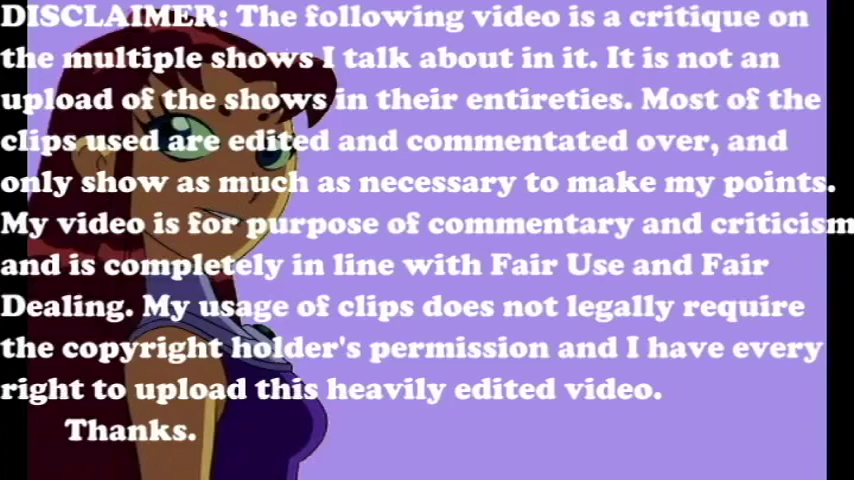 DISCLAIMER: The following video is a critique on
the multiple shows I talk about in it. It is not an
upload of the shows in their entireties. Most of the
clips used are edited and commentated over, and
only show as much as necessary to make my points.
My video is for purpose of commentary and criticism
and is completely in line with Fair Use and Fair
Dealing. My usage of clips does not legally require
the copyright holder's permission and I have every
right to upload this heavily edited video.
Thanks.